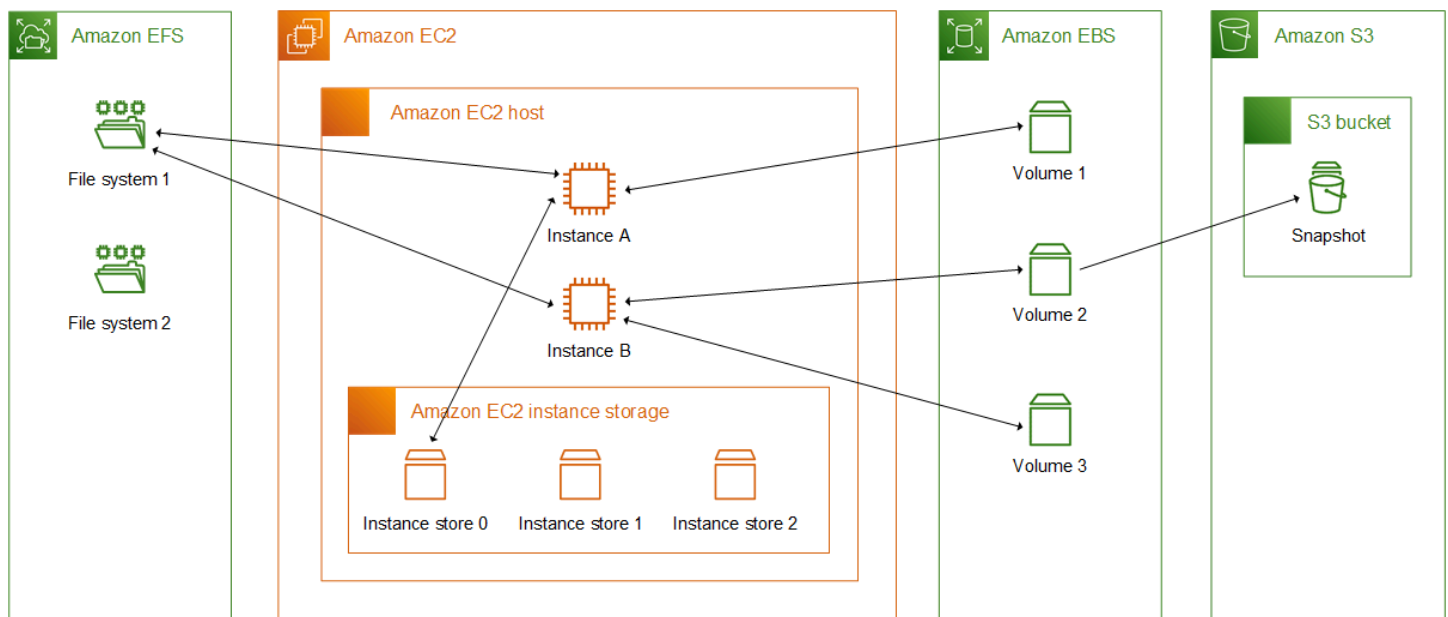 Amazon EFS
File system 1
File system 2
Amazon EC2
Amazon EC2 host
Instance A
Instance B
Amazon EC2 instance storage
Instance store 0
Instance store 1
Instance store 2
Amazon EBS
Volume 1
Volume 2
Volume 3
Amazon S3
S3 bucket
Snapshot